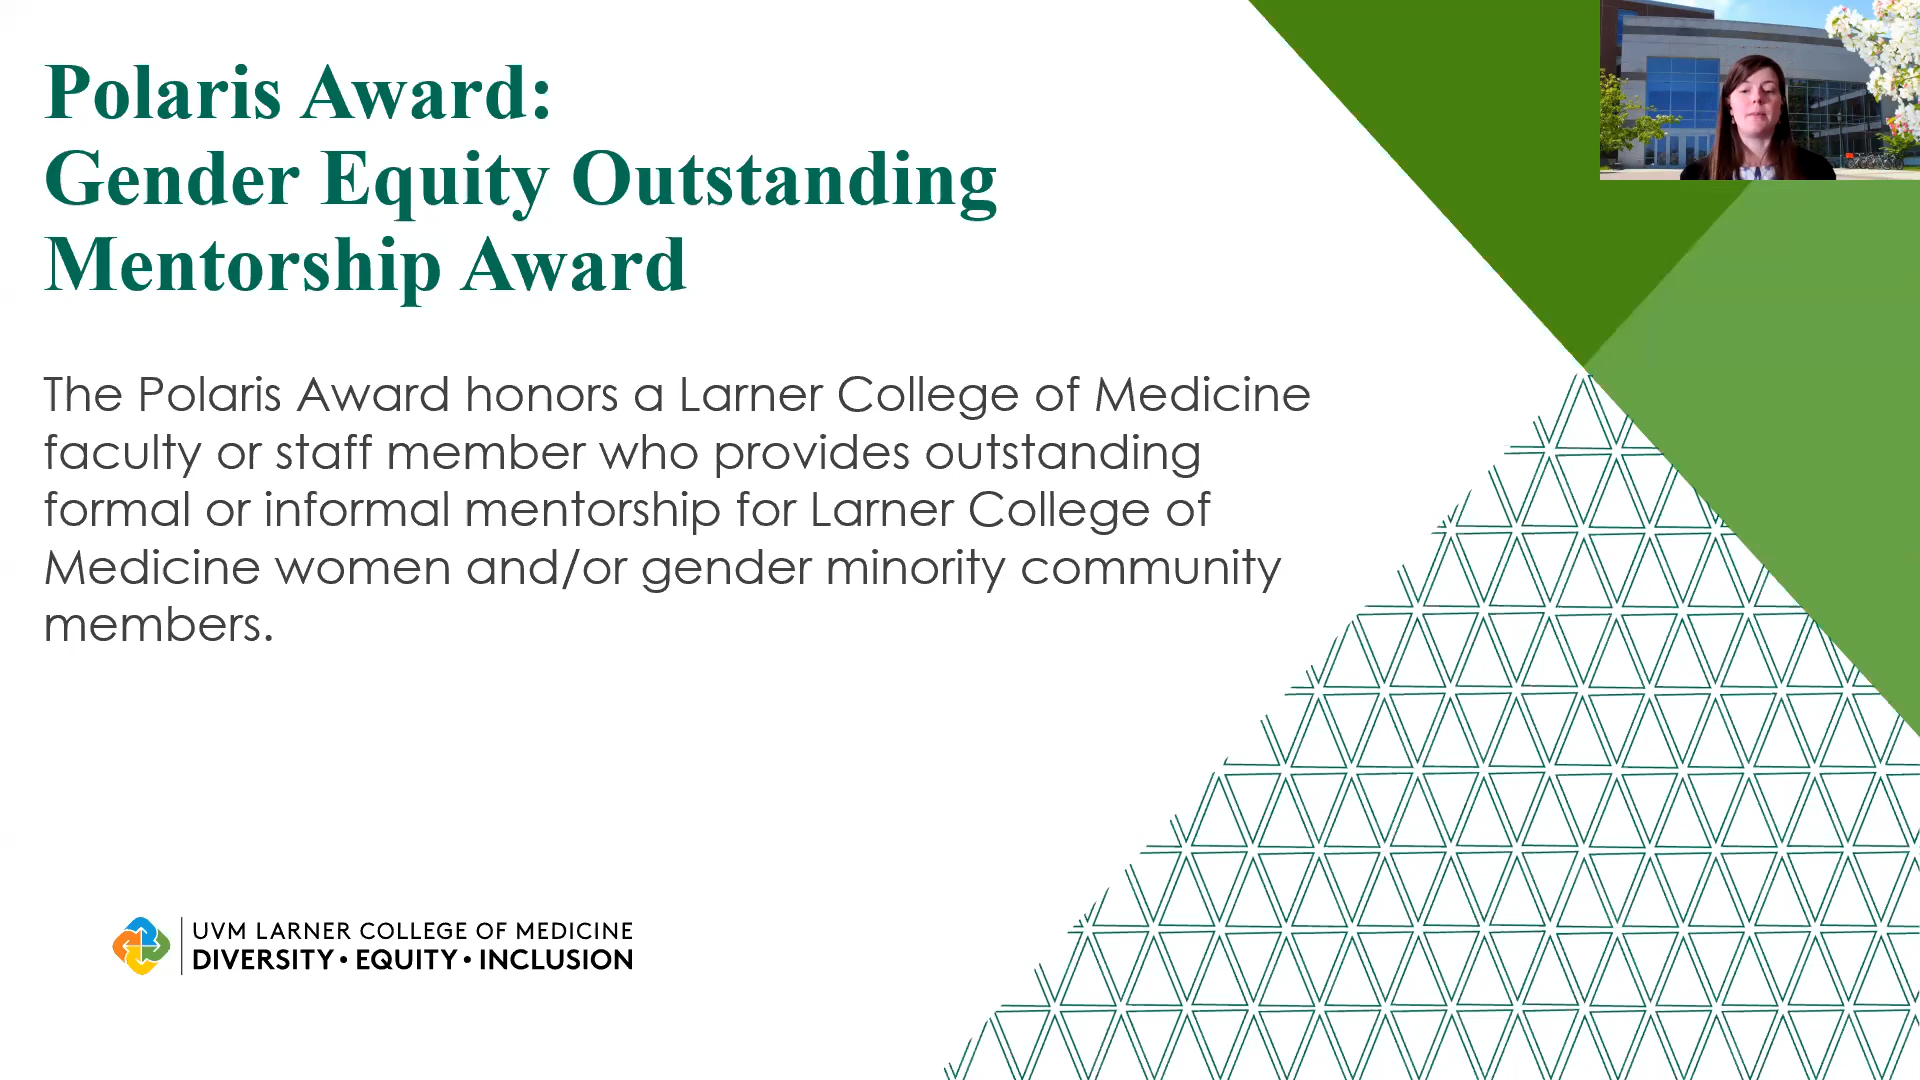 Polaris Award:
Gender Equity Outstanding
Mentorship Award
The Polaris Award honors a Larner College of Medicine
faculty or staff member who provides outstanding
formal or informal mentorship for Larner College of
Medicine women and/or gender minority community
members.
UVM LARNER COLLEGE OF MEDICINE
DIVERSITY • EQUITY • INCLUSION